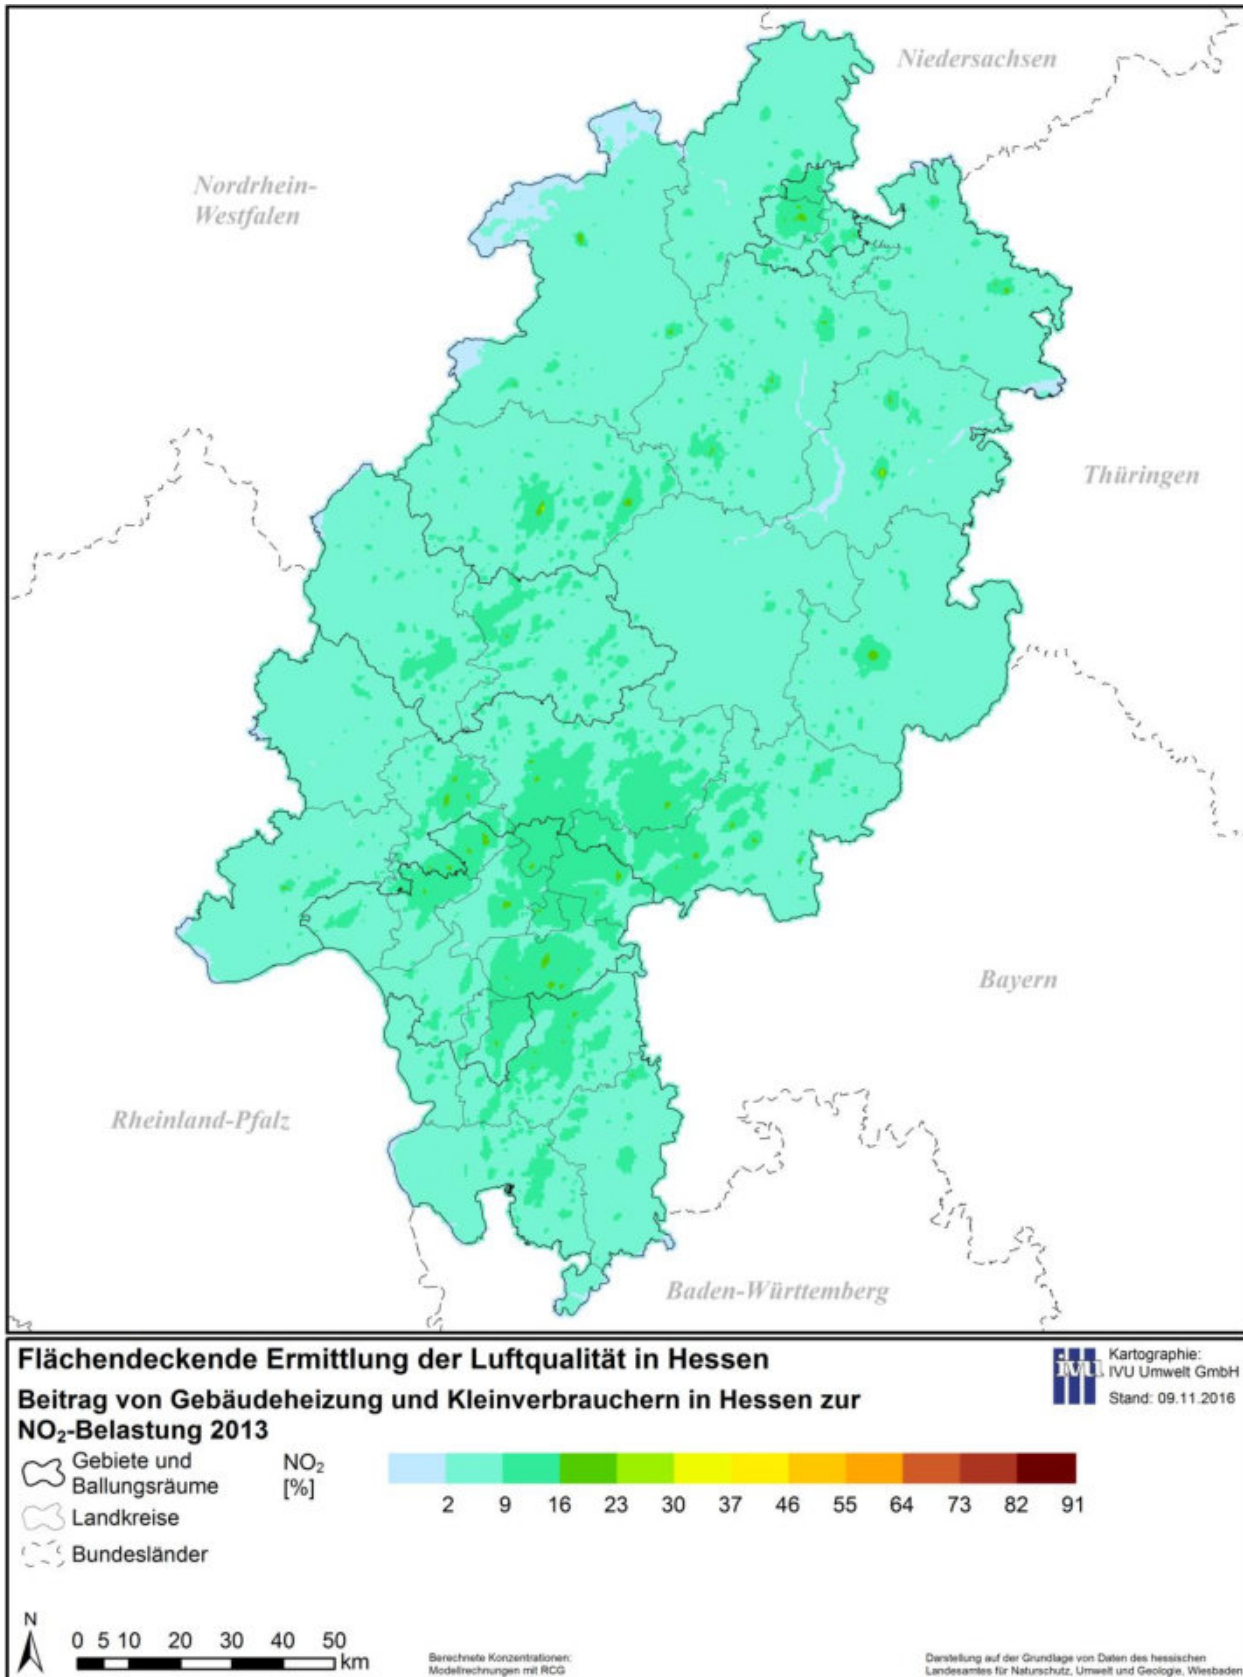 Niedersachsen
Nordrhein-
Westfalen
Thüringen
Bayern
Rheinland-Pfalz
Baden-Württemberg
Flächendeckende Ermittlung der Luftqualität in Hessen
Beitrag von Gebäudeheizung und Kleinverbrauchern in Hessen zur
NO₂-Belastung 2013
ivu
Kartographie:
IVU Umwelt GmbH
Stand: 09.11.2016
Gebiete und
Ballungsräume
Landkreise
Bundesländer
NO₂
[%]
2 9 16 23 30 37 46 55 64 73 82 91
N
0 5 10 20 30 40 50
km
Berechnete Konzentrationen:
Modellrechnungen mit RCG
Darstellung auf der Grundlage von Daten des hessischen
Landesamtes für Naturschutz, Umwelt und Geologie, Wiesbaden